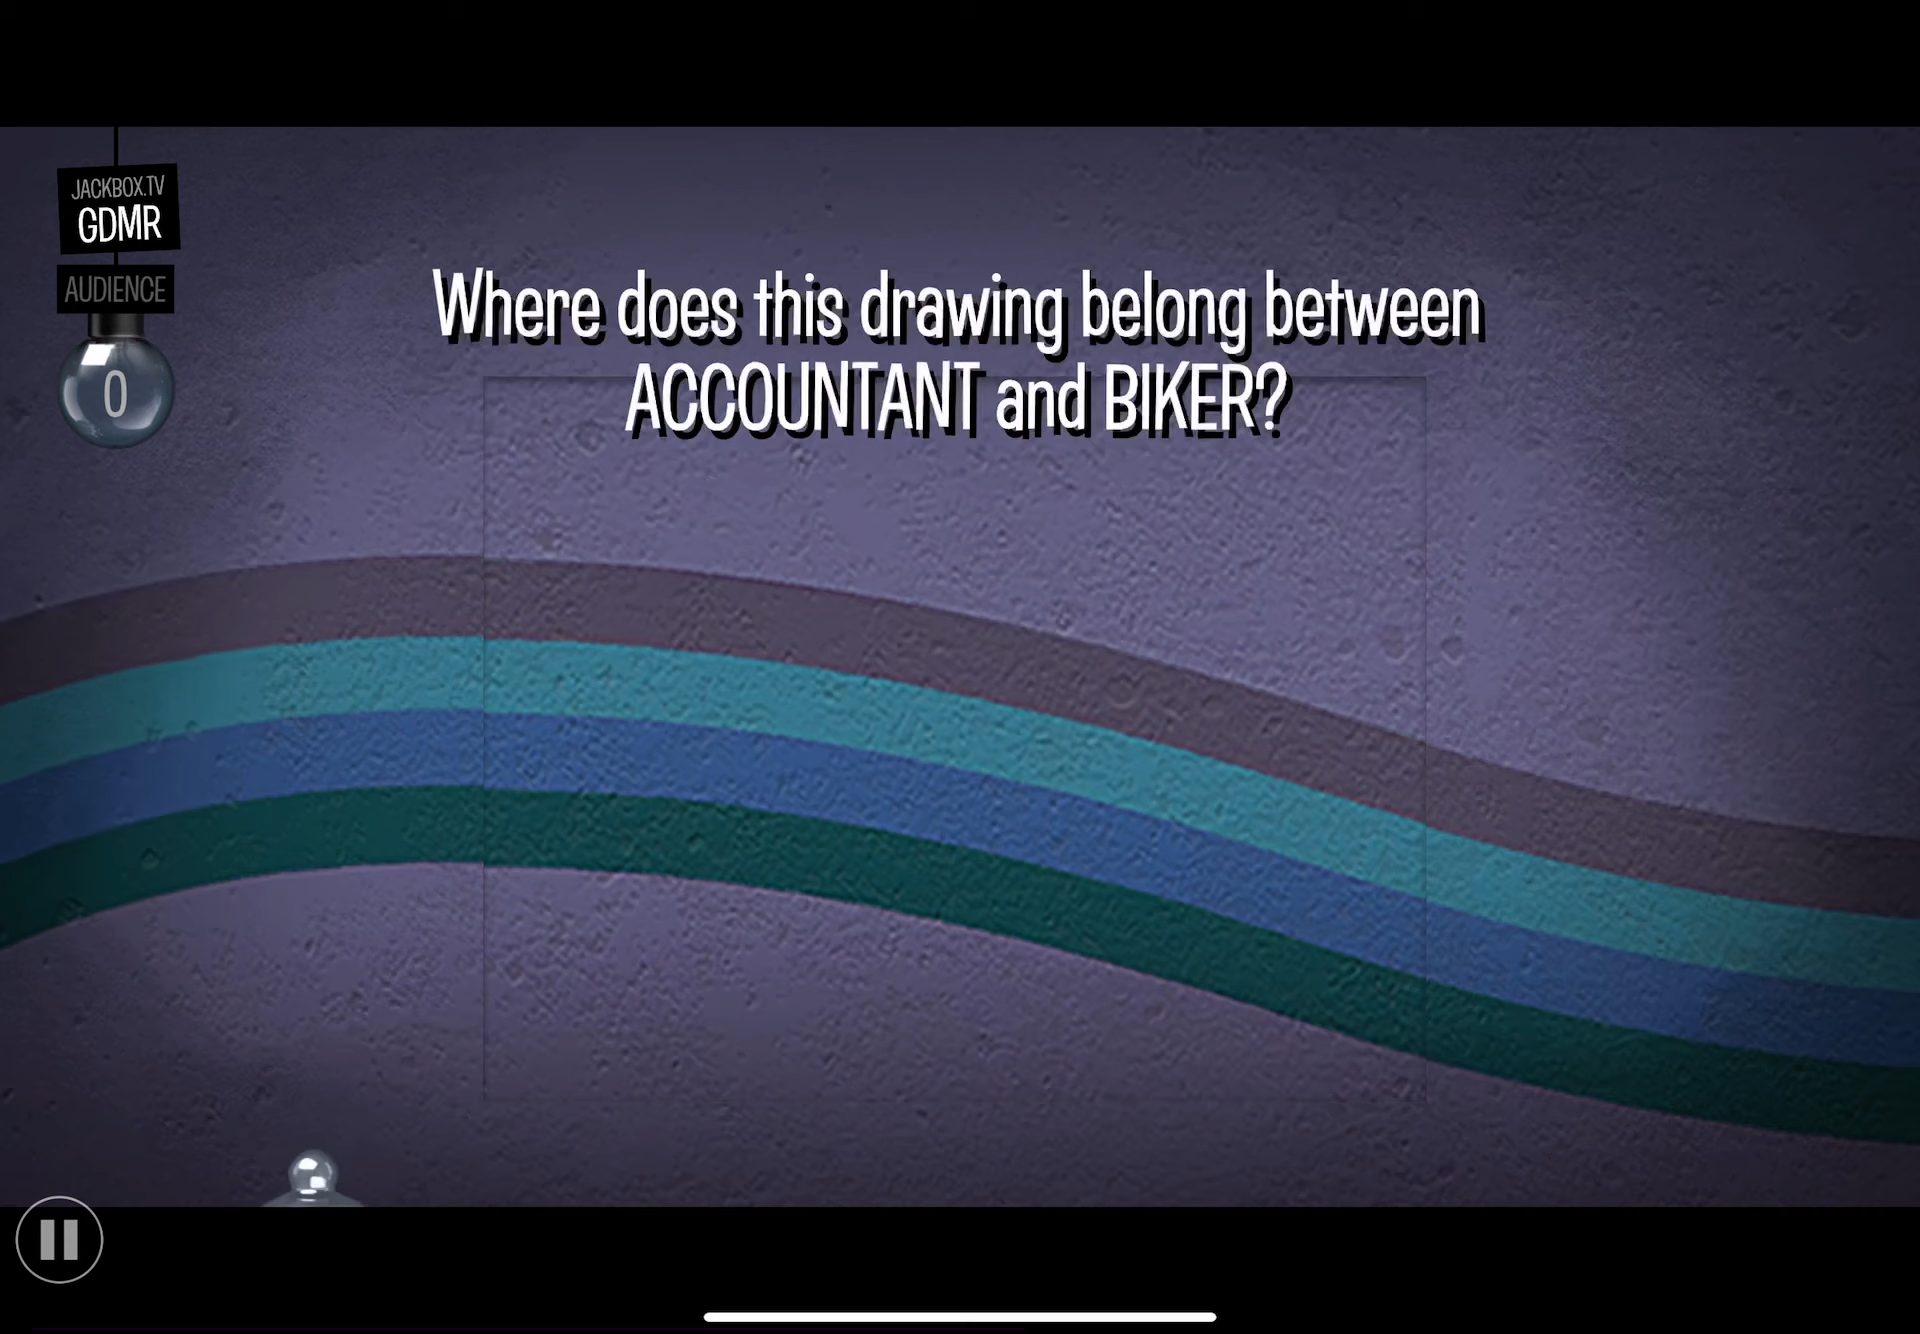 JACKBOX.TV
GDMR
AUDIENCE
0
Where does this drawing belong between
ACCOUNTANT and BIKER?